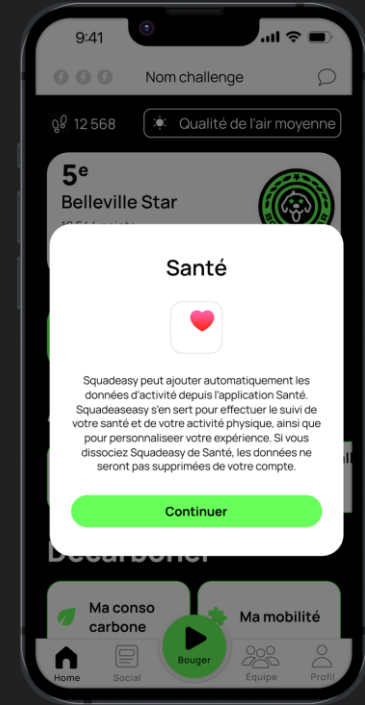 9:41
Nom challenge
12 568
Qualité de l'air moyenne
5e
Belleville Star
Santé
Squadeasy peut ajouter automatiquement les
données d'activité depuis l'application Santé.
Squadeaseasy s'en sert pour effectuer le suivi de
votre santé et de votre activité physique, ainsi que
pour personnaliseer votre expérience. Si vous
dissociez Squadeasy de Santé, les données ne
seront pas supprimées de votre compte.
Continuer
Décarboner
Ma conso
carbone
Ma mobilité
Home
Social
Bouger
Équipe
Profil